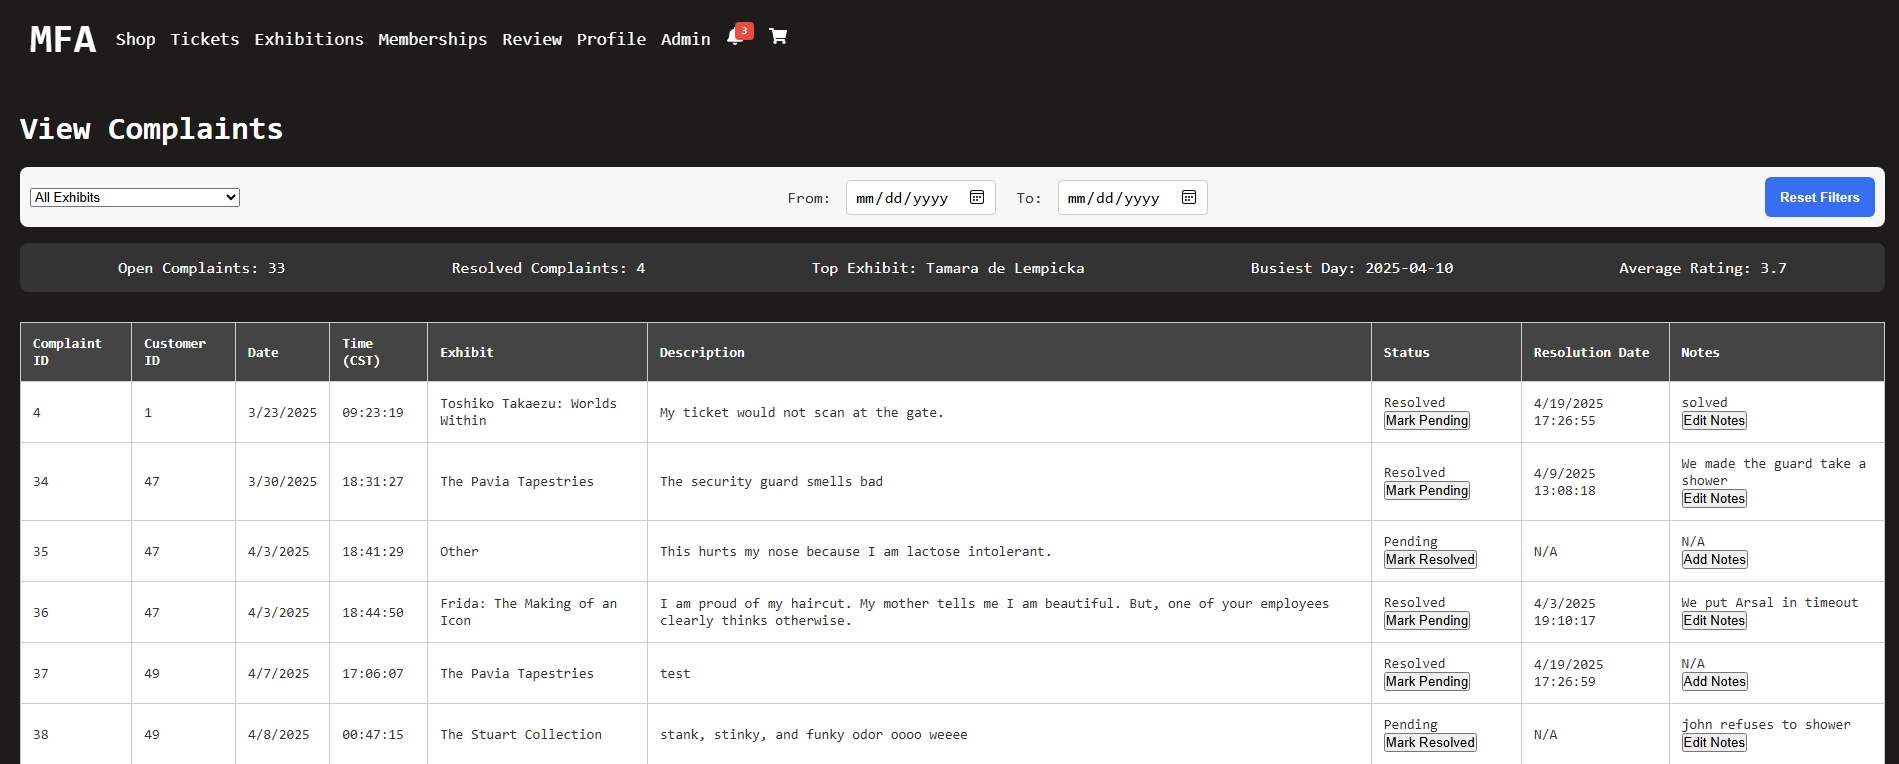 MFA Shop Tickets Exhibitions Memberships Review Profile Admin 3
View Complaints
All Exhibits From: mm/dd/yyyy To: mm/dd/yyyy Reset Filters
Open Complaints: 33 Resolved Complaints: 4 Top Exhibit: Tamara de Lempicka Busiest Day: 2025-04-10 Average Rating: 3.7
Complaint ID Customer ID Date Time (CST) Exhibit Description Status Resolution Date Notes
4 1 3/23/2025 09:23:19 Toshiko Takaezu: Worlds Within My ticket would not scan at the gate. Resolved Mark Pending 4/19/2025 17:26:55 solved Edit Notes
34 47 3/30/2025 18:31:27 The Pavia Tapestries The security guard smells bad Resolved Mark Pending 4/9/2025 13:08:18 We made the guard take a shower Edit Notes
35 47 4/3/2025 18:41:29 Other This hurts my nose because I am lactose intolerant. Pending Mark Resolved N/A N/A Add Notes
36 47 4/3/2025 18:44:50 Frida: The Making of an Icon I am proud of my haircut. My mother tells me I am beautiful. But, one of your employees clearly thinks otherwise. Resolved Mark Pending 4/3/2025 19:10:17 We put Arsal in timeout Edit Notes
37 49 4/7/2025 17:06:07 The Pavia Tapestries test Resolved Mark Pending 4/19/2025 17:26:59 N/A Add Notes
38 49 4/8/2025 00:47:15 The Stuart Collection stank, stinky, and funky odor oooo weeee Pending Mark Resolved N/A john refuses to shower Edit Notes